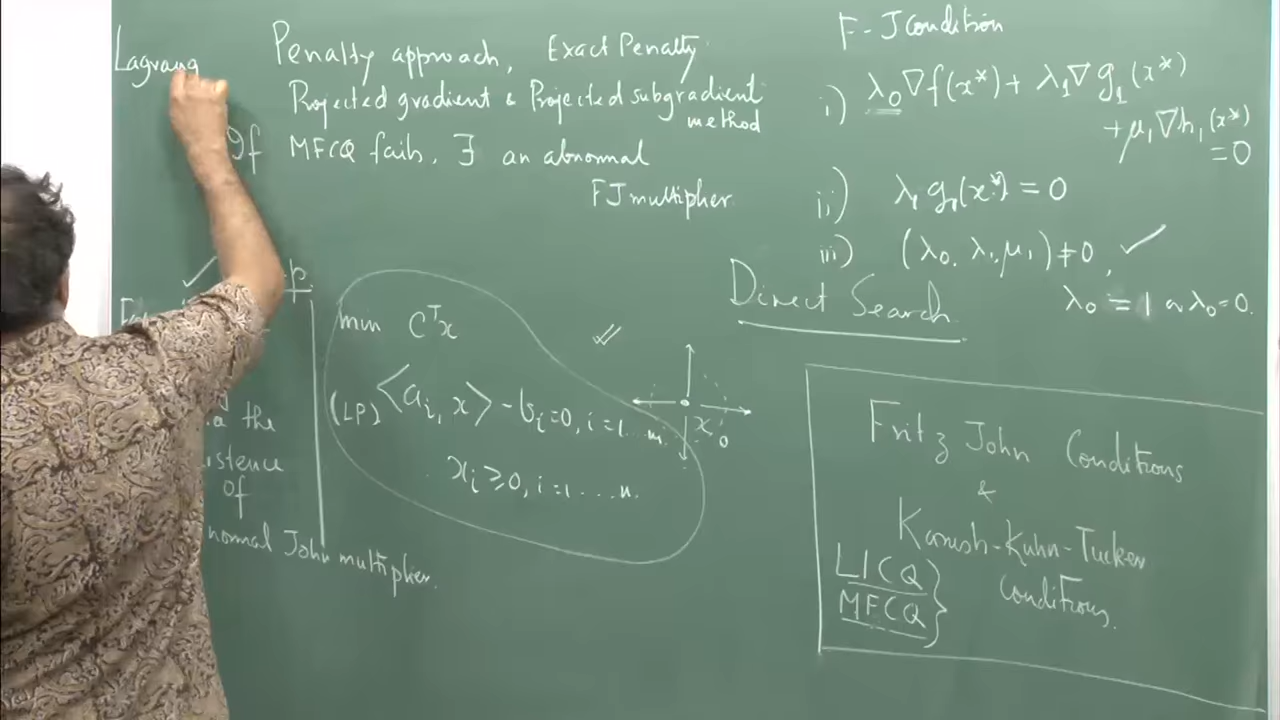 Lagrang
Penalty approach, Exact Penalty
Projected gradient & Projected subgradient
method
If MFCQ fails, ∃ an abnormal
FJ multiplier
F-J Condition
i) λ₀∇f(x*) + λ₁∇g₁(x*)
+ μ₁∇h₁(x*)
= 0
ii) λ₁g₁(x*) = 0
iii) (λ₀, λ₁, μ₁) ≠ 0,
λ₀ = 1 or λ₀ = 0.
Direct Search
min Cᵀx
(LP) <aᵢ, x> - bᵢ = 0, i = 1...m.
xᵢ ≥ 0, i = 1....n.
x₀
the
istence
of
normal John multiplier.
Fritz John Conditions
&
Karush-Kuhn-Tucker
Conditions.
LICQ
MFCQ